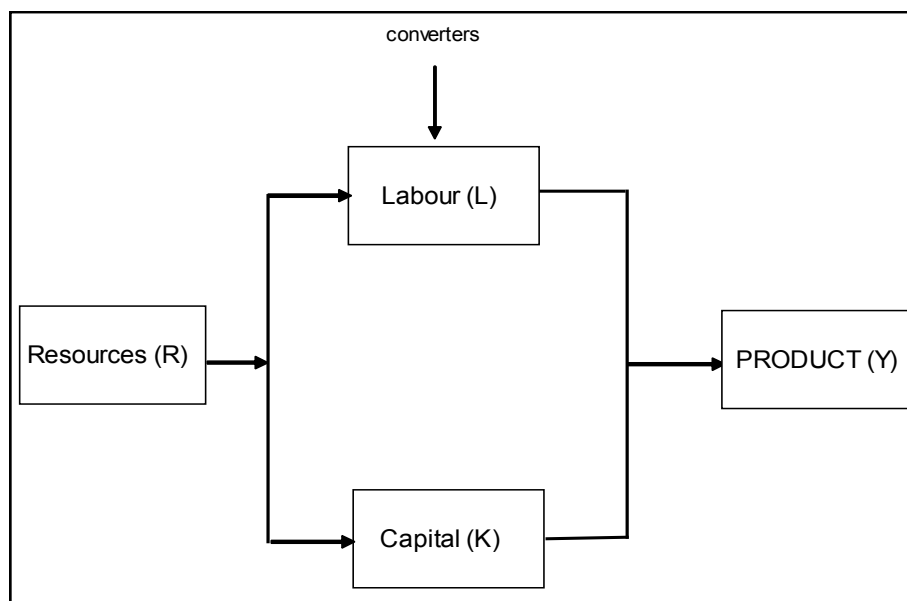 converters
Labour (L)
Resources (R)
PRODUCT (Y)
Capital (K)